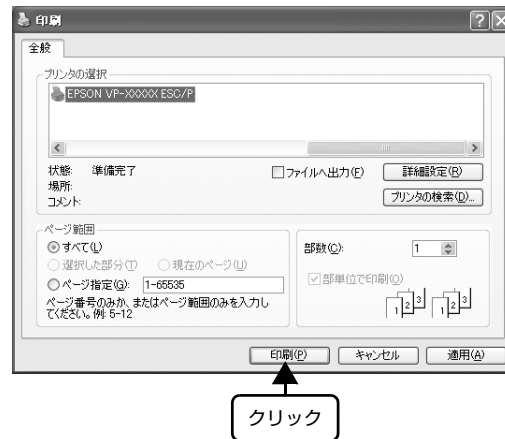 印刷
全般
プリンタの選択
EPSON VP-XXXXX ESC/P
状態: 準備完了
場所:
コメント:
ファイルへ出力(F)
詳細設定(R)
プリンタの検索(D)...
ページ範囲
すべて(L)
選択した部分(T) 現在のページ(U)
ページ指定(G): 1-65535
ページ番号のみか、またはページ範囲のみを入力し
てください。例: 5-12
部数(C): 1
部単位で印刷(O)
1 2 3 1 2 3
印刷(P) キャンセル 適用(A)
クリック